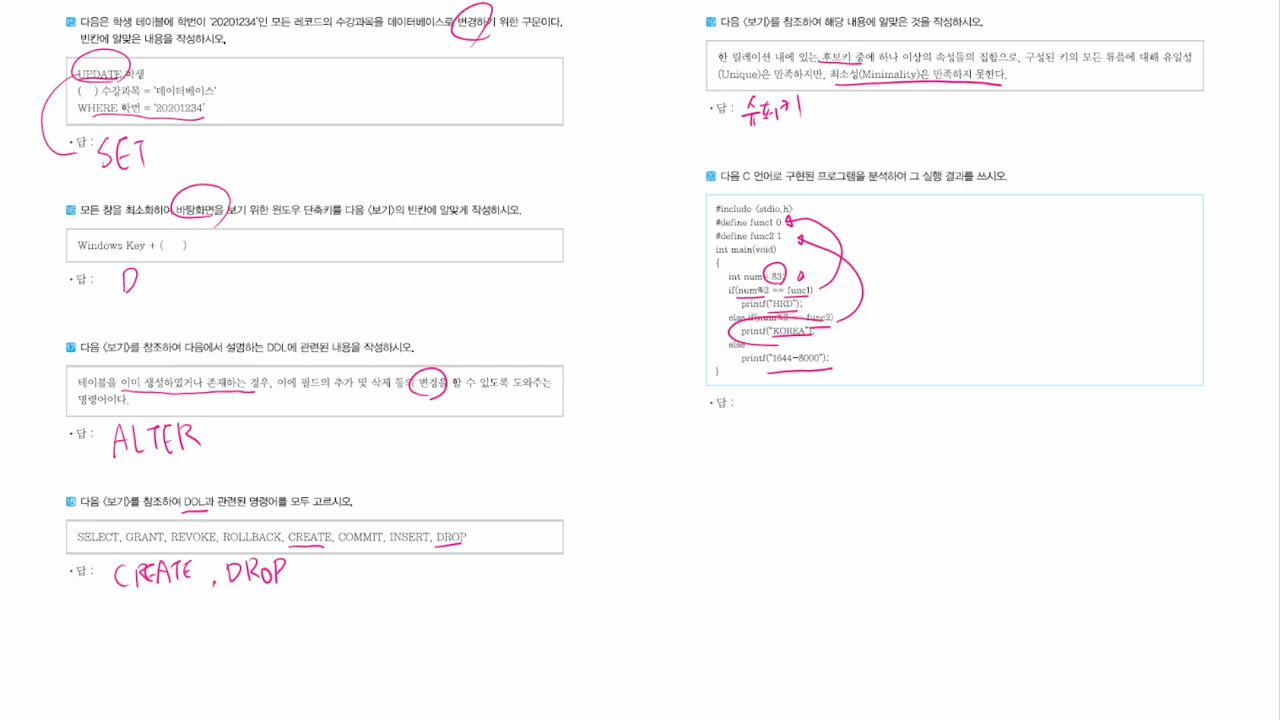 15 다음은 학생 테이블에 학번이 '20201234'인 모든 레코드의 수강과목을 데이터베이스로 변경하기 위한 구문이다.
빈칸에 알맞은 내용을 작성하시오.
UPDATE 학생
( ) 수강과목 = '데이터베이스'
WHERE 학번 = '20201234'
• 답 : SET
16 모든 창을 최소화하여 바탕화면을 보기 위한 윈도우 단축키를 다음 <보기>의 빈칸에 알맞게 작성하시오.
Windows Key + ( )
• 답 : D
17 다음 <보기>를 참조하여 다음에서 설명하는 DDL에 관련된 내용을 작성하시오.
테이블을 이미 생성하였거나 존재하는 경우, 이에 필드의 추가 및 삭제 등의 변경을 할 수 있도록 도와주는
명령어이다.
• 답 : ALTER
18 다음 <보기>를 참조하여 DDL과 관련된 명령어를 모두 고르시오.
SELECT, GRANT, REVOKE, ROLLBACK, CREATE, COMMIT, INSERT, DROP
• 답 : CREATE , DROP
19 다음 <보기>를 참조하여 해당 내용에 알맞은 것을 작성하시오.
한 릴레이션 내에 있는 후보키 중에 하나 이상의 속성들의 집합으로, 구성된 키의 모든 튜플에 대해 유일성
(Unique)은 만족하지만, 최소성(Minimality)은 만족하지 못한다.
• 답 : 슈퍼키
20 다음 C 언어로 구현된 프로그램을 분석하여 그 실행 결과를 쓰시오.
#include <stdio.h>
#define func1 0
#define func2 1
int main(void)
{
int num= 83;
if(num%2 == func1)
printf("HRD");
else if(num%2 == func2)
printf("KOREA");
else
printf("1644-8000");
}
• 답 :